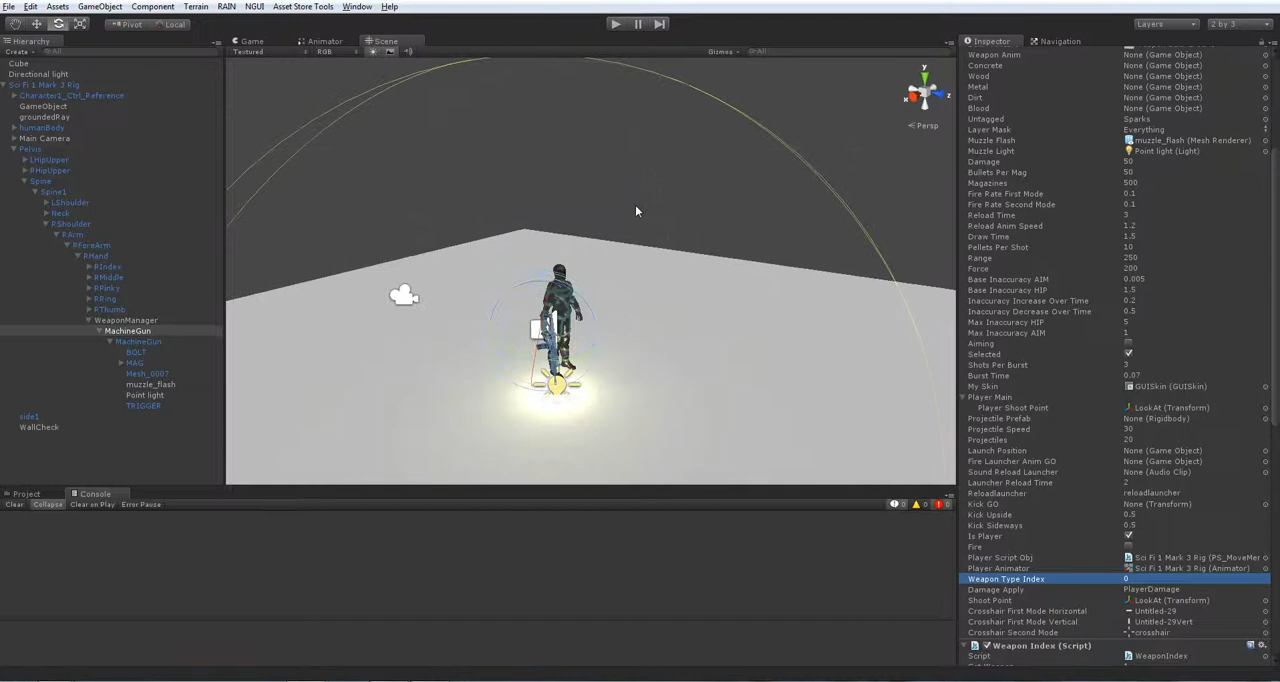 File Edit Assets GameObject Component Terrain RAIN NGUI Asset Store Tools Window Help
Pivot Local Layers 2 by 3
Hierarchy
Create All
Cube
Directional light
Sci Fi 1 Mark 3 Rig
Character1_Ctrl_Reference
GameObject
groundedRay
humanBody
Main Camera
Pelvis
LHipUpper
RHipUpper
Spine
Spine1
LShoulder
Neck
RShoulder
RArm
RForeArm
RHand
RIndex
RMiddle
RPinky
RRing
RThumb
WeaponManager
MachineGun
MachineGun
BOLT
MAG
Mesh_0007
muzzle_flash
Point light
TRIGGER
side1
WallCheck
Game Animator Scene
Textured RGB Gizmos All
y
x
z
Persp
Project Console
Clear Collapse Clear on Play Error Pause 0 0 0
Inspector Navigation
Weapon Anim None (Game Object)
Concrete None (Game Object)
Wood None (Game Object)
Metal None (Game Object)
Dirt None (Game Object)
Blood None (Game Object)
Untagged Sparks
Layer Mask Everything
Muzzle Flash muzzle_flash (Mesh Renderer)
Muzzle Light Point light (Light)
Damage 50
Bullets Per Mag 50
Magazines 500
Fire Rate First Mode 0.1
Fire Rate Second Mode 0.1
Reload Time 3
Reload Anim Speed 1.2
Draw Time 1.5
Pellets Per Shot 10
Range 250
Force 200
Base Inaccuracy AIM 0.005
Base Inaccuracy HIP 1.5
Inaccuracy Increase Over Time 0.2
Inaccuracy Decrease Over Time 0.5
Max Inaccuracy HIP 5
Max Inaccuracy AIM 1
Aiming
Selected
Shots Per Burst 3
Burst Time 0.07
My Skin GUISkin (GUISkin)
Player Main
Player Shoot Point LookAt (Transform)
Projectile Prefab None (Rigidbody)
Projectile Speed 30
Projectiles 20
Launch Position None (Game Object)
Fire Launcher Anim GO None (Game Object)
Sound Reload Launcher None (Audio Clip)
Launcher Reload Time 2
Reloadlauncher reloadlauncher
Kick GO None (Transform)
Kick Upside 0.5
Kick Sideways 0.5
Is Player
Fire
Player Script Obj Sci Fi 1 Mark 3 Rig (PS_MoveMer
Player Animator Sci Fi 1 Mark 3 Rig (Animator)
Weapon Type Index 0
Damage Apply PlayerDamage
Shoot Point LookAt (Transform)
Crosshair First Mode Horizontal Untitled-29
Crosshair First Mode Vertical Untitled-29Vert
Crosshair Second Mode crosshair
Weapon Index (Script)
Script WeaponIndex